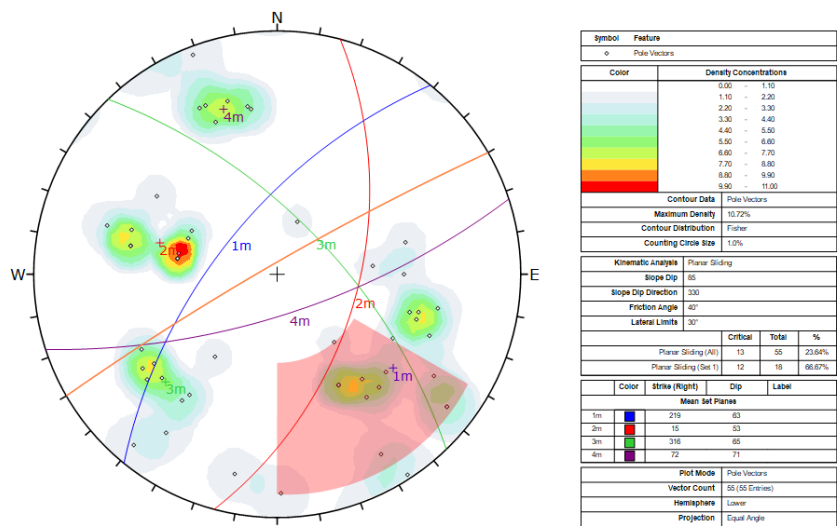 N
W
E
4m
2m
1m
3m
2m
4m
3m
1m
Symbol Feature
Pole Vectors
Color Density Concentrations
0.00 - 1.10
1.10 - 2.20
2.20 - 3.30
3.30 - 4.40
4.40 - 5.50
5.50 - 6.60
6.60 - 7.70
7.70 - 8.80
8.80 - 9.90
9.90 - 11.00
Contour Data Pole Vectors
Maximum Density 10.72%
Contour Distribution Fisher
Counting Circle Size 1.0%
Kinematic Analysis Planar Sliding
Slope Dip 85
Slope Dip Direction 330
Friction Angle 40°
Lateral Limits 30°
Critical Total %
Planar Sliding (All) 13 55 23.64%
Planar Sliding (Set 1) 12 18 66.67%
Color Strike (Right) Dip Label
Mean Set Planes
1m 219 63
2m 15 53
3m 316 65
4m 72 71
Plot Mode Pole Vectors
Vector Count 55 (55 Entries)
Hemisphere Lower
Projection Equal Angle